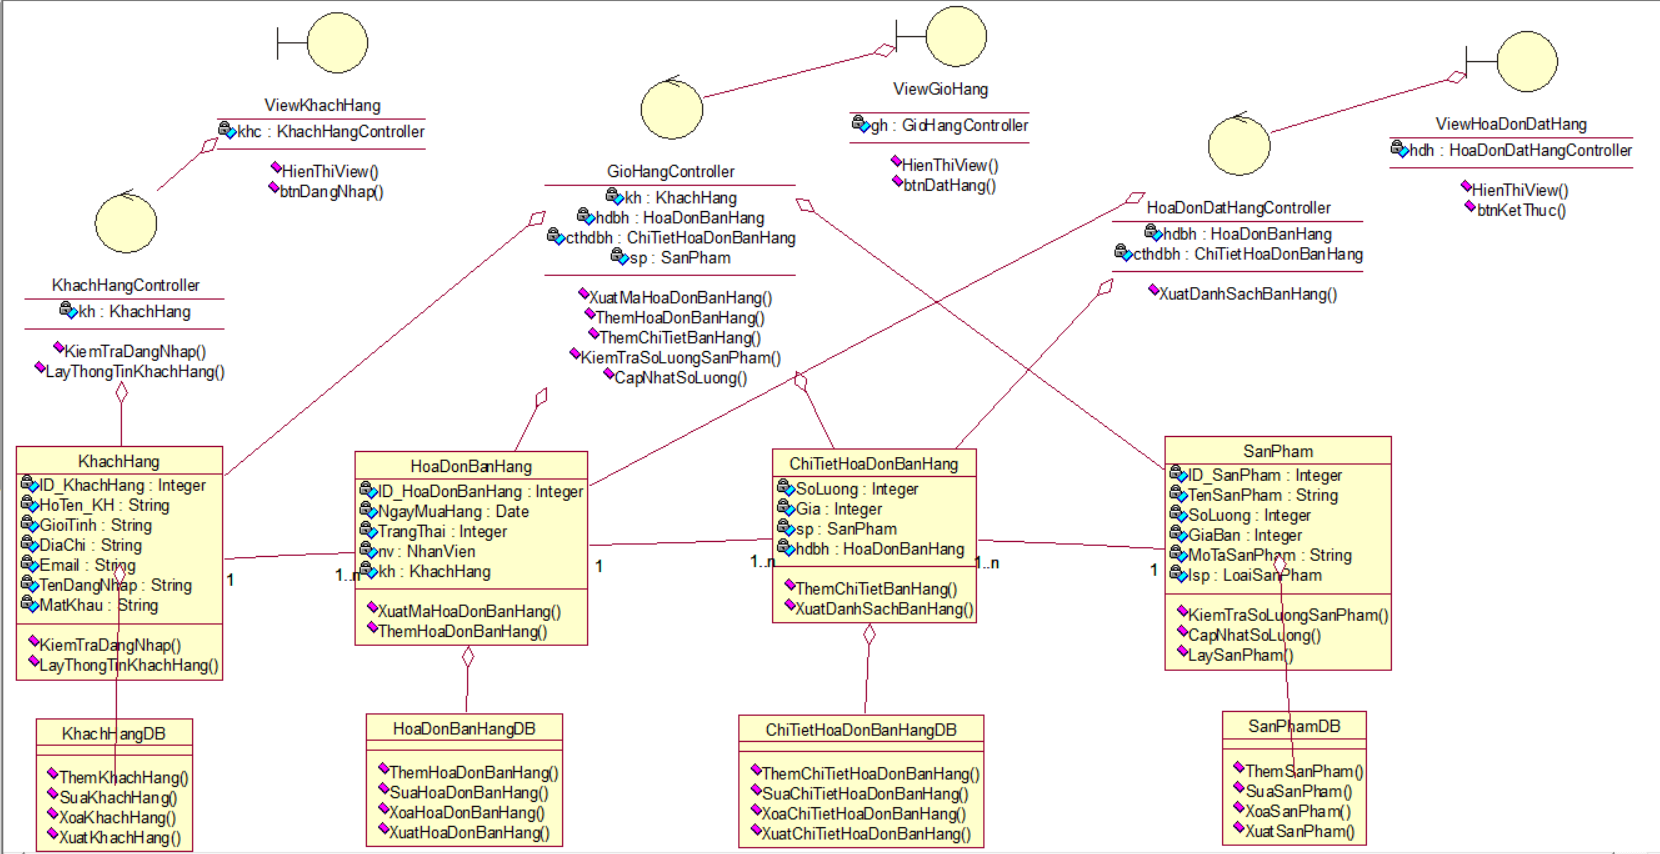 ViewKhachHang
khc : KhachHangController
HienThiView()
btnDangNhap()
ViewGioHang
gh : GioHangController
HienThiView()
btnDatHang()
ViewHoaDonDatHang
hdh : HoaDonDatHangController
HienThiView()
btnKetThuc()
KhachHangController
kh : KhachHang
KiemTraDangNhap()
LayThongTinKhachHang()
GioHangController
kh : KhachHang
hdbh : HoaDonBanHang
cthdbh : ChiTietHoaDonBanHang
sp : SanPham
XuatMaHoaDonBanHang()
ThemHoaDonBanHang()
ThemChiTietBanHang()
KiemTraSoLuongSanPham()
CapNhatSoLuong()
HoaDonDatHangController
hdbh : HoaDonBanHang
cthdbh : ChiTietHoaDonBanHang
XuatDanhSachBanHang()
KhachHang
ID_KhachHang : Integer
HoTen_KH : String
GioiTinh : String
DiaChi : String
Email : String
TenDangNhap : String
MatKhau : String
KiemTraDangNhap()
LayThongTinKhachHang()
1
1..n
HoaDonBanHang
ID_HoaDonBanHang : Integer
NgayMuaHang : Date
TrangThai : Integer
nv : NhanVien
kh : KhachHang
XuatMaHoaDonBanHang()
ThemHoaDonBanHang()
1
1..n
ChiTietHoaDonBanHang
SoLuong : Integer
Gia : Integer
sp : SanPham
hdbh : HoaDonBanHang
ThemChiTietBanHang()
XuatDanhSachBanHang()
1..n
1
SanPham
ID_SanPham : Integer
TenSanPham : String
SoLuong : Integer
GiaBan : Integer
MoTaSanPham : String
lsp : LoaiSanPham
KiemTraSoLuongSanPham()
CapNhatSoLuong()
LaySanPham()
KhachHangDB
ThemKhachHang()
SuaKhachHang()
XoaKhachHang()
XuatKhachHang()
HoaDonBanHangDB
ThemHoaDonBanHang()
SuaHoaDonBanHang()
XoaHoaDonBanHang()
XuatHoaDonBanHang()
ChiTietHoaDonBanHangDB
ThemChiTietHoaDonBanHang()
SuaChiTietHoaDonBanHang()
XoaChiTietHoaDonBanHang()
XuatChiTietHoaDonBanHang()
SanPhamDB
ThemSanPham()
SuaSanPham()
XoaSanPham()
XuatSanPham()